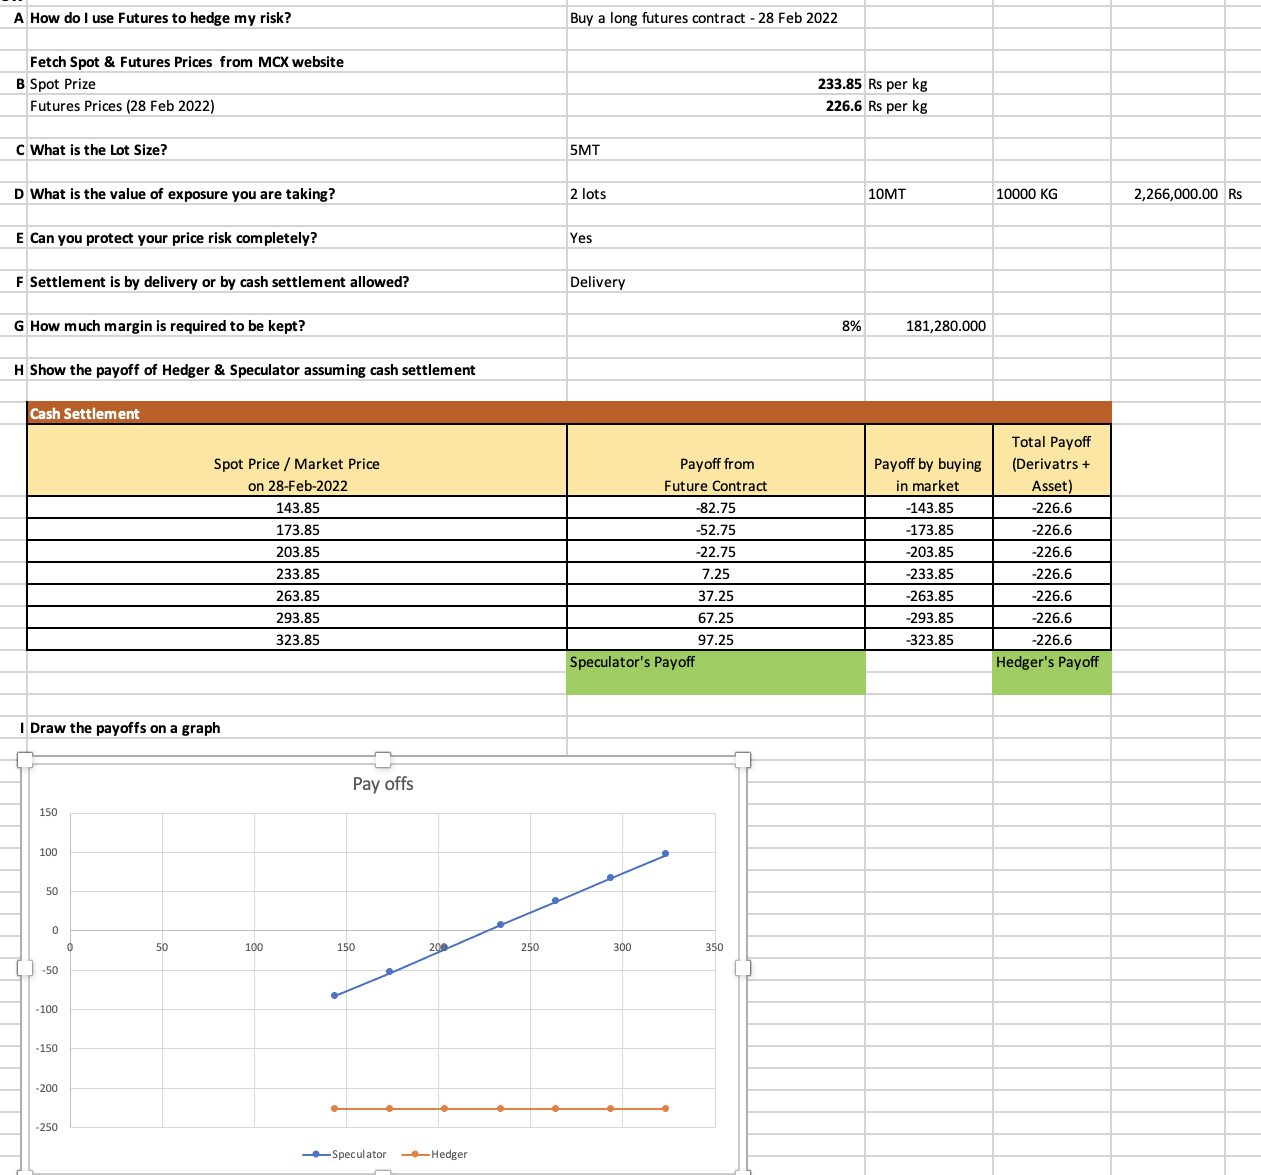 A How do I use Futures to hedge my risk? Buy a long futures contract - 28 Feb 2022
Fetch Spot & Futures Prices from MCX website
B Spot Prize 233.85 Rs per kg
Futures Prices (28 Feb 2022) 226.6 Rs per kg
C What is the Lot Size? 5MT
D What is the value of exposure you are taking? 2 lots 10MT 10000 KG 2,266,000.00 Rs
E Can you protect your price risk completely? Yes
F Settlement is by delivery or by cash settlement allowed? Delivery
G How much margin is required to be kept? 8% 181,280.000
H Show the payoff of Hedger & Speculator assuming cash settlement
Cash Settlement
Spot Price / Market Price
on 28-Feb-2022
Payoff from
Future Contract
Payoff by buying
in market
Total Payoff
(Derivatrs +
Asset)
143.85 -82.75 -143.85 -226.6
173.85 -52.75 -173.85 -226.6
203.85 -22.75 -203.85 -226.6
233.85 7.25 -233.85 -226.6
263.85 37.25 -263.85 -226.6
293.85 67.25 -293.85 -226.6
323.85 97.25 -323.85 -226.6
Speculator's Payoff Hedger's Payoff
I Draw the payoffs on a graph
Pay offs
150
100
50
0
0 50 100 150 200 250 300 350
-50
-100
-150
-200
-250
Speculator Hedger